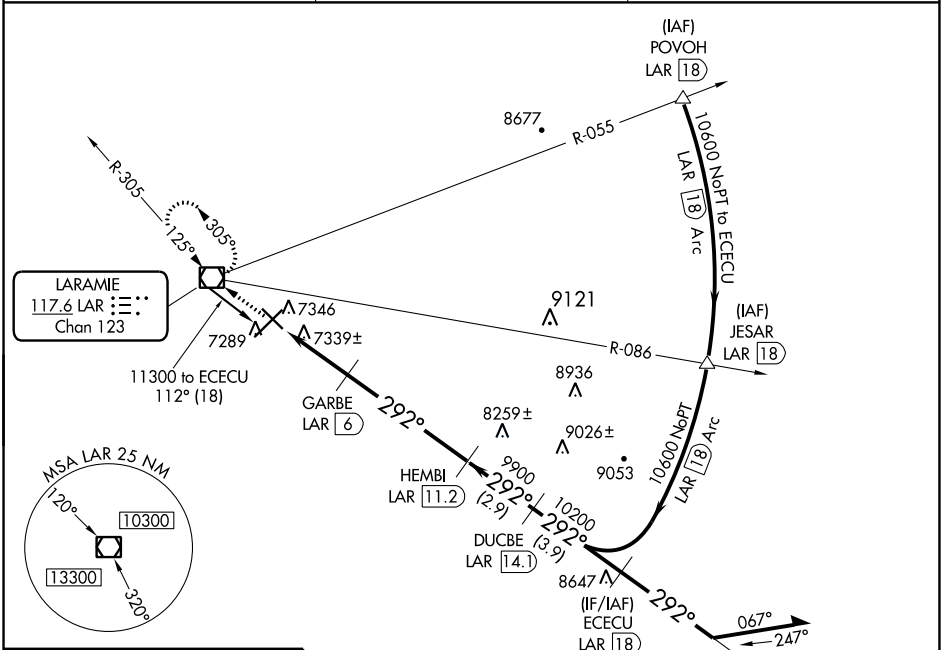 (IAF)
POVOH
LAR 18
8677
R-055
10600 NoPT to ECECU
LAR 18 Arc
R-305
305°
125°
LARAMIE
117.6 LAR
Chan 123
7346
7289
7339±
9121
R-086
(IAF)
JESAR
LAR 18
11300 to ECECU
112° (18)
8936
GARBE
LAR 6
292°
8259±
9026±
9053
10600 NoPT
LAR 18 Arc
HEMBI
LAR 11.2
9900
292°
(2.9)
10200
292°
(3.9)
DUCBE
LAR 14.1
MSA LAR 25 NM
120°
10300
13300
320°
8647
(IF/IAF)
ECECU
LAR 18
292°
067°
247°